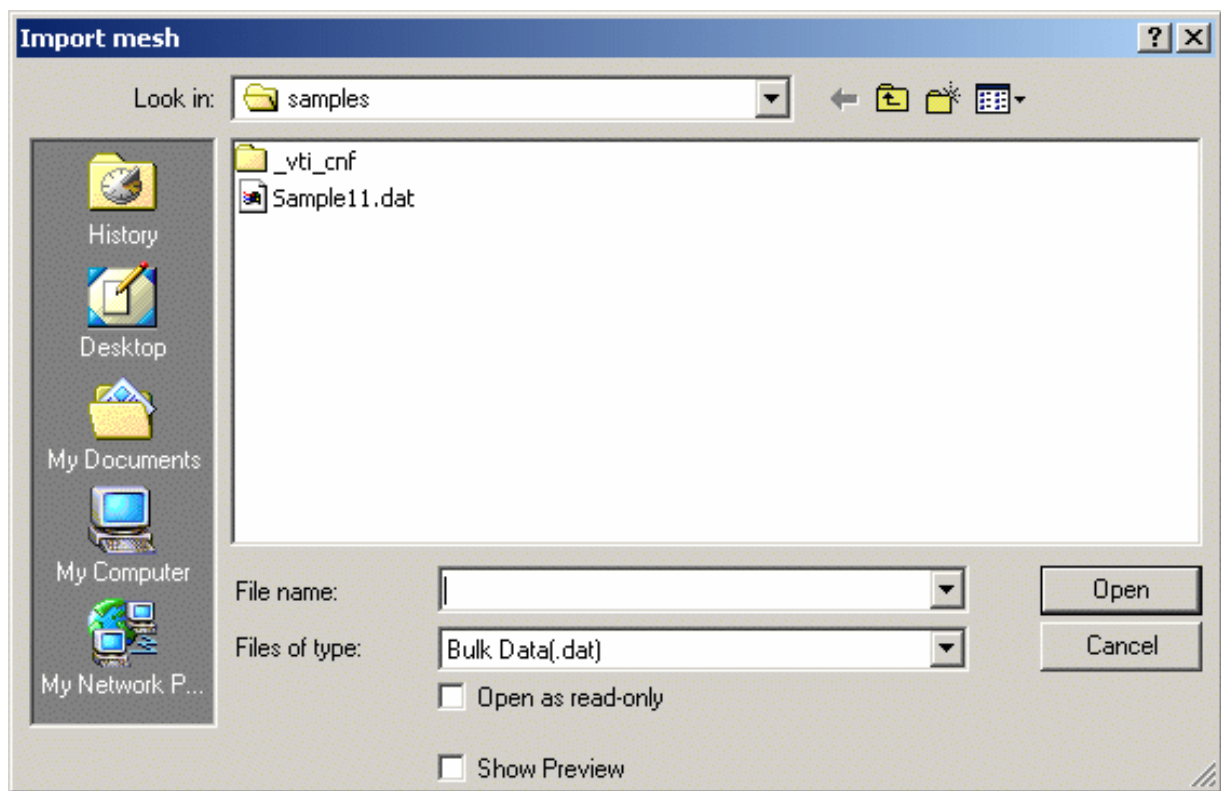 Import mesh
Look in:
samples
_vti_cnf
Sample11.dat
History
Desktop
My Documents
My Computer
My Network P...
File name:
Open
Files of type:
Bulk Data(.dat)
Cancel
Open as read-only
Show Preview